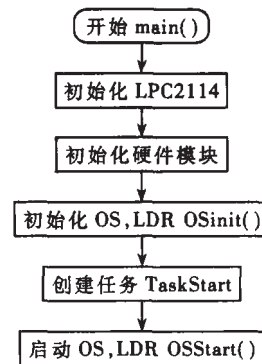 开始 main()
初始化 LPC2114
初始化硬件模块
初始化 OS,LDR OSinit()
创建任务 TaskStart
启动 OS,LDR OSStart()